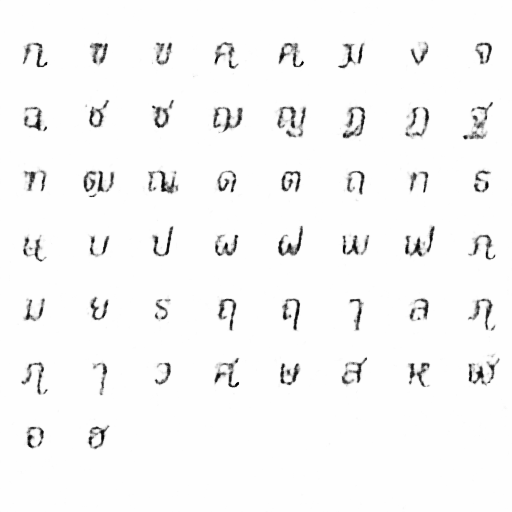 ก ข ฃ ค ฅ ฆ ง จ
ฉ ช ซ ฌ ญ ฎ ฏ ฐ
ฑ ฒ ณ ด ต ถ ท ธ
น บ ป ผ ฝ พ ฟ ภ
ม ย ร ฤ ฤ ๅ ล ฦ
ฦ ๅ ว ศ ษ ส ห ฬ
อ ฮ